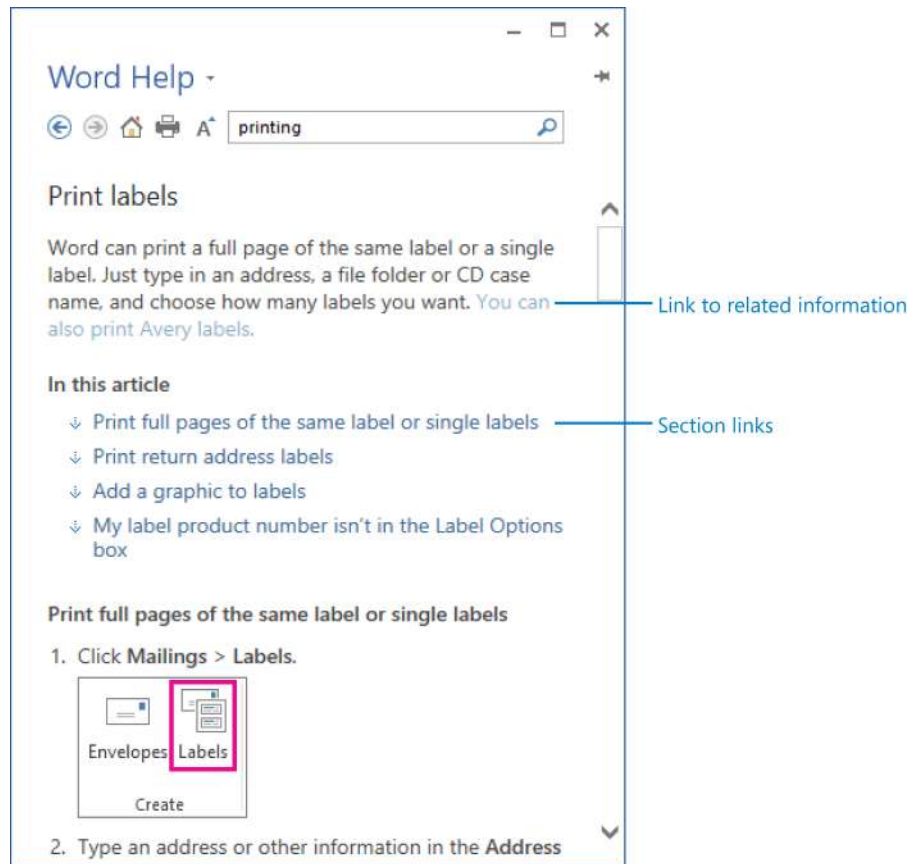 Word Help
printing
Print labels
Word can print a full page of the same label or a single
label. Just type in an address, a file folder or CD case
name, and choose how many labels you want. You can
also print Avery labels.
Link to related information
In this article
Print full pages of the same label or single labels
Section links
Print return address labels
Add a graphic to labels
My label product number isn't in the Label Options
box
Print full pages of the same label or single labels
1. Click Mailings > Labels.
Envelopes Labels
Create
2. Type an address or other information in the Address